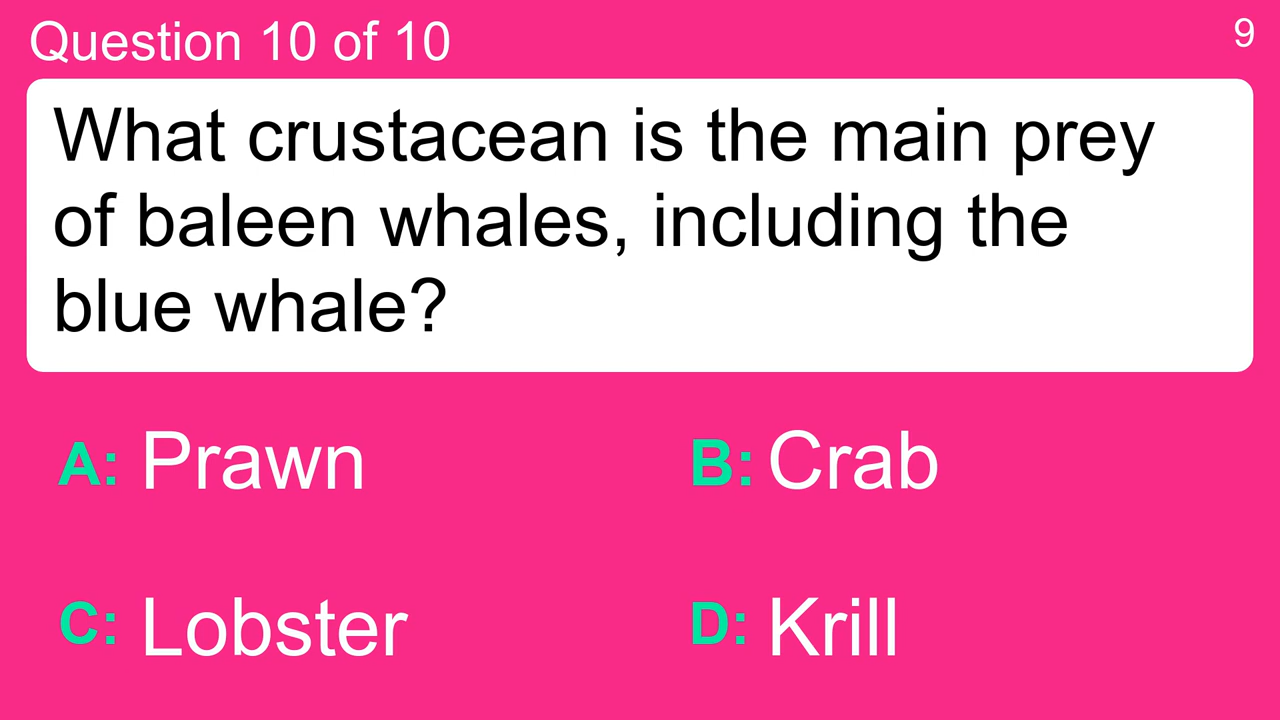 Question 10 of 10
9
What crustacean is the main prey
of baleen whales, including the
blue whale?
A: Prawn
B: Crab
C: Lobster
D: Krill